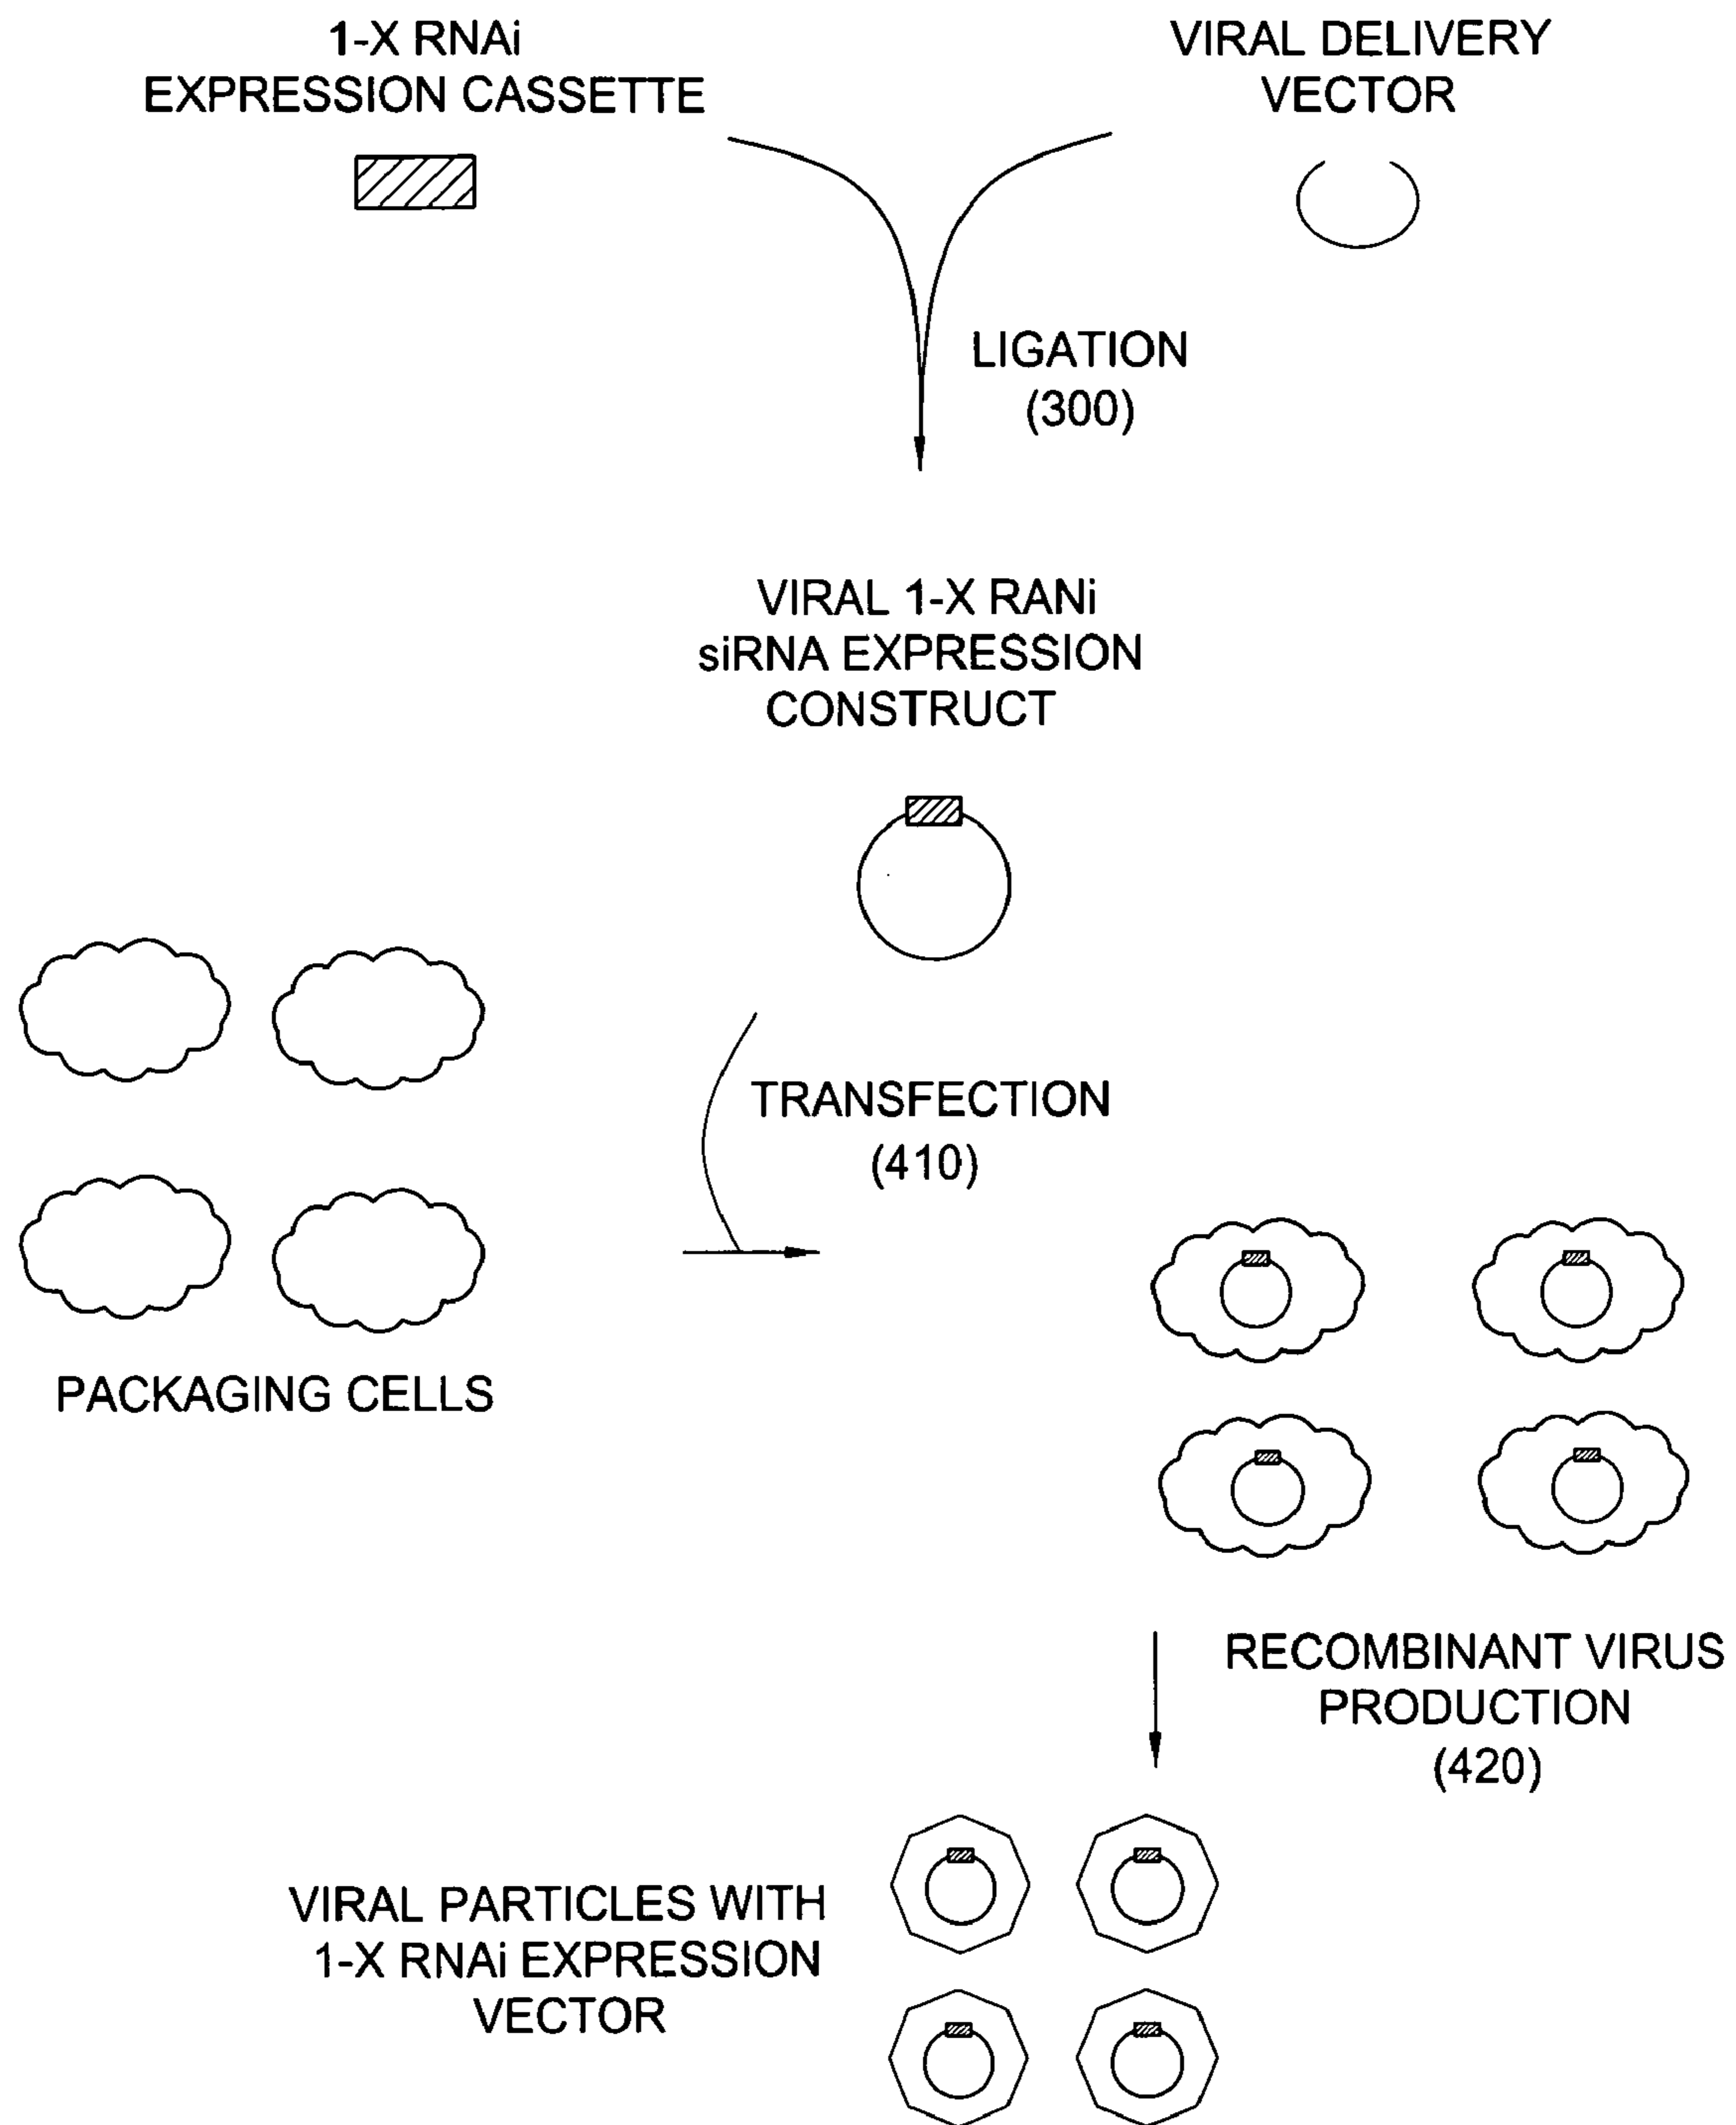 1-X RNAi
EXPRESSION CASSETTE
VIRAL DELIVERY
VECTOR
LIGATION
(300)
VIRAL 1-X RANi
siRNA EXPRESSION
CONSTRUCT
TRANSFECTION
(410)
PACKAGING CELLS
RECOMBINANT VIRUS
PRODUCTION
(420)
VIRAL PARTICLES WITH
1-X RNAi EXPRESSION
VECTOR